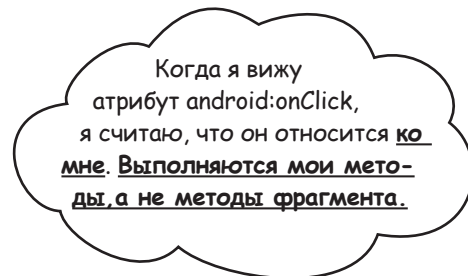 Когда я вижу
атрибут android:onClick,
я считаю, что он относится ко
мне. Выполняются мои мето-
ды, а не методы фрагмента.